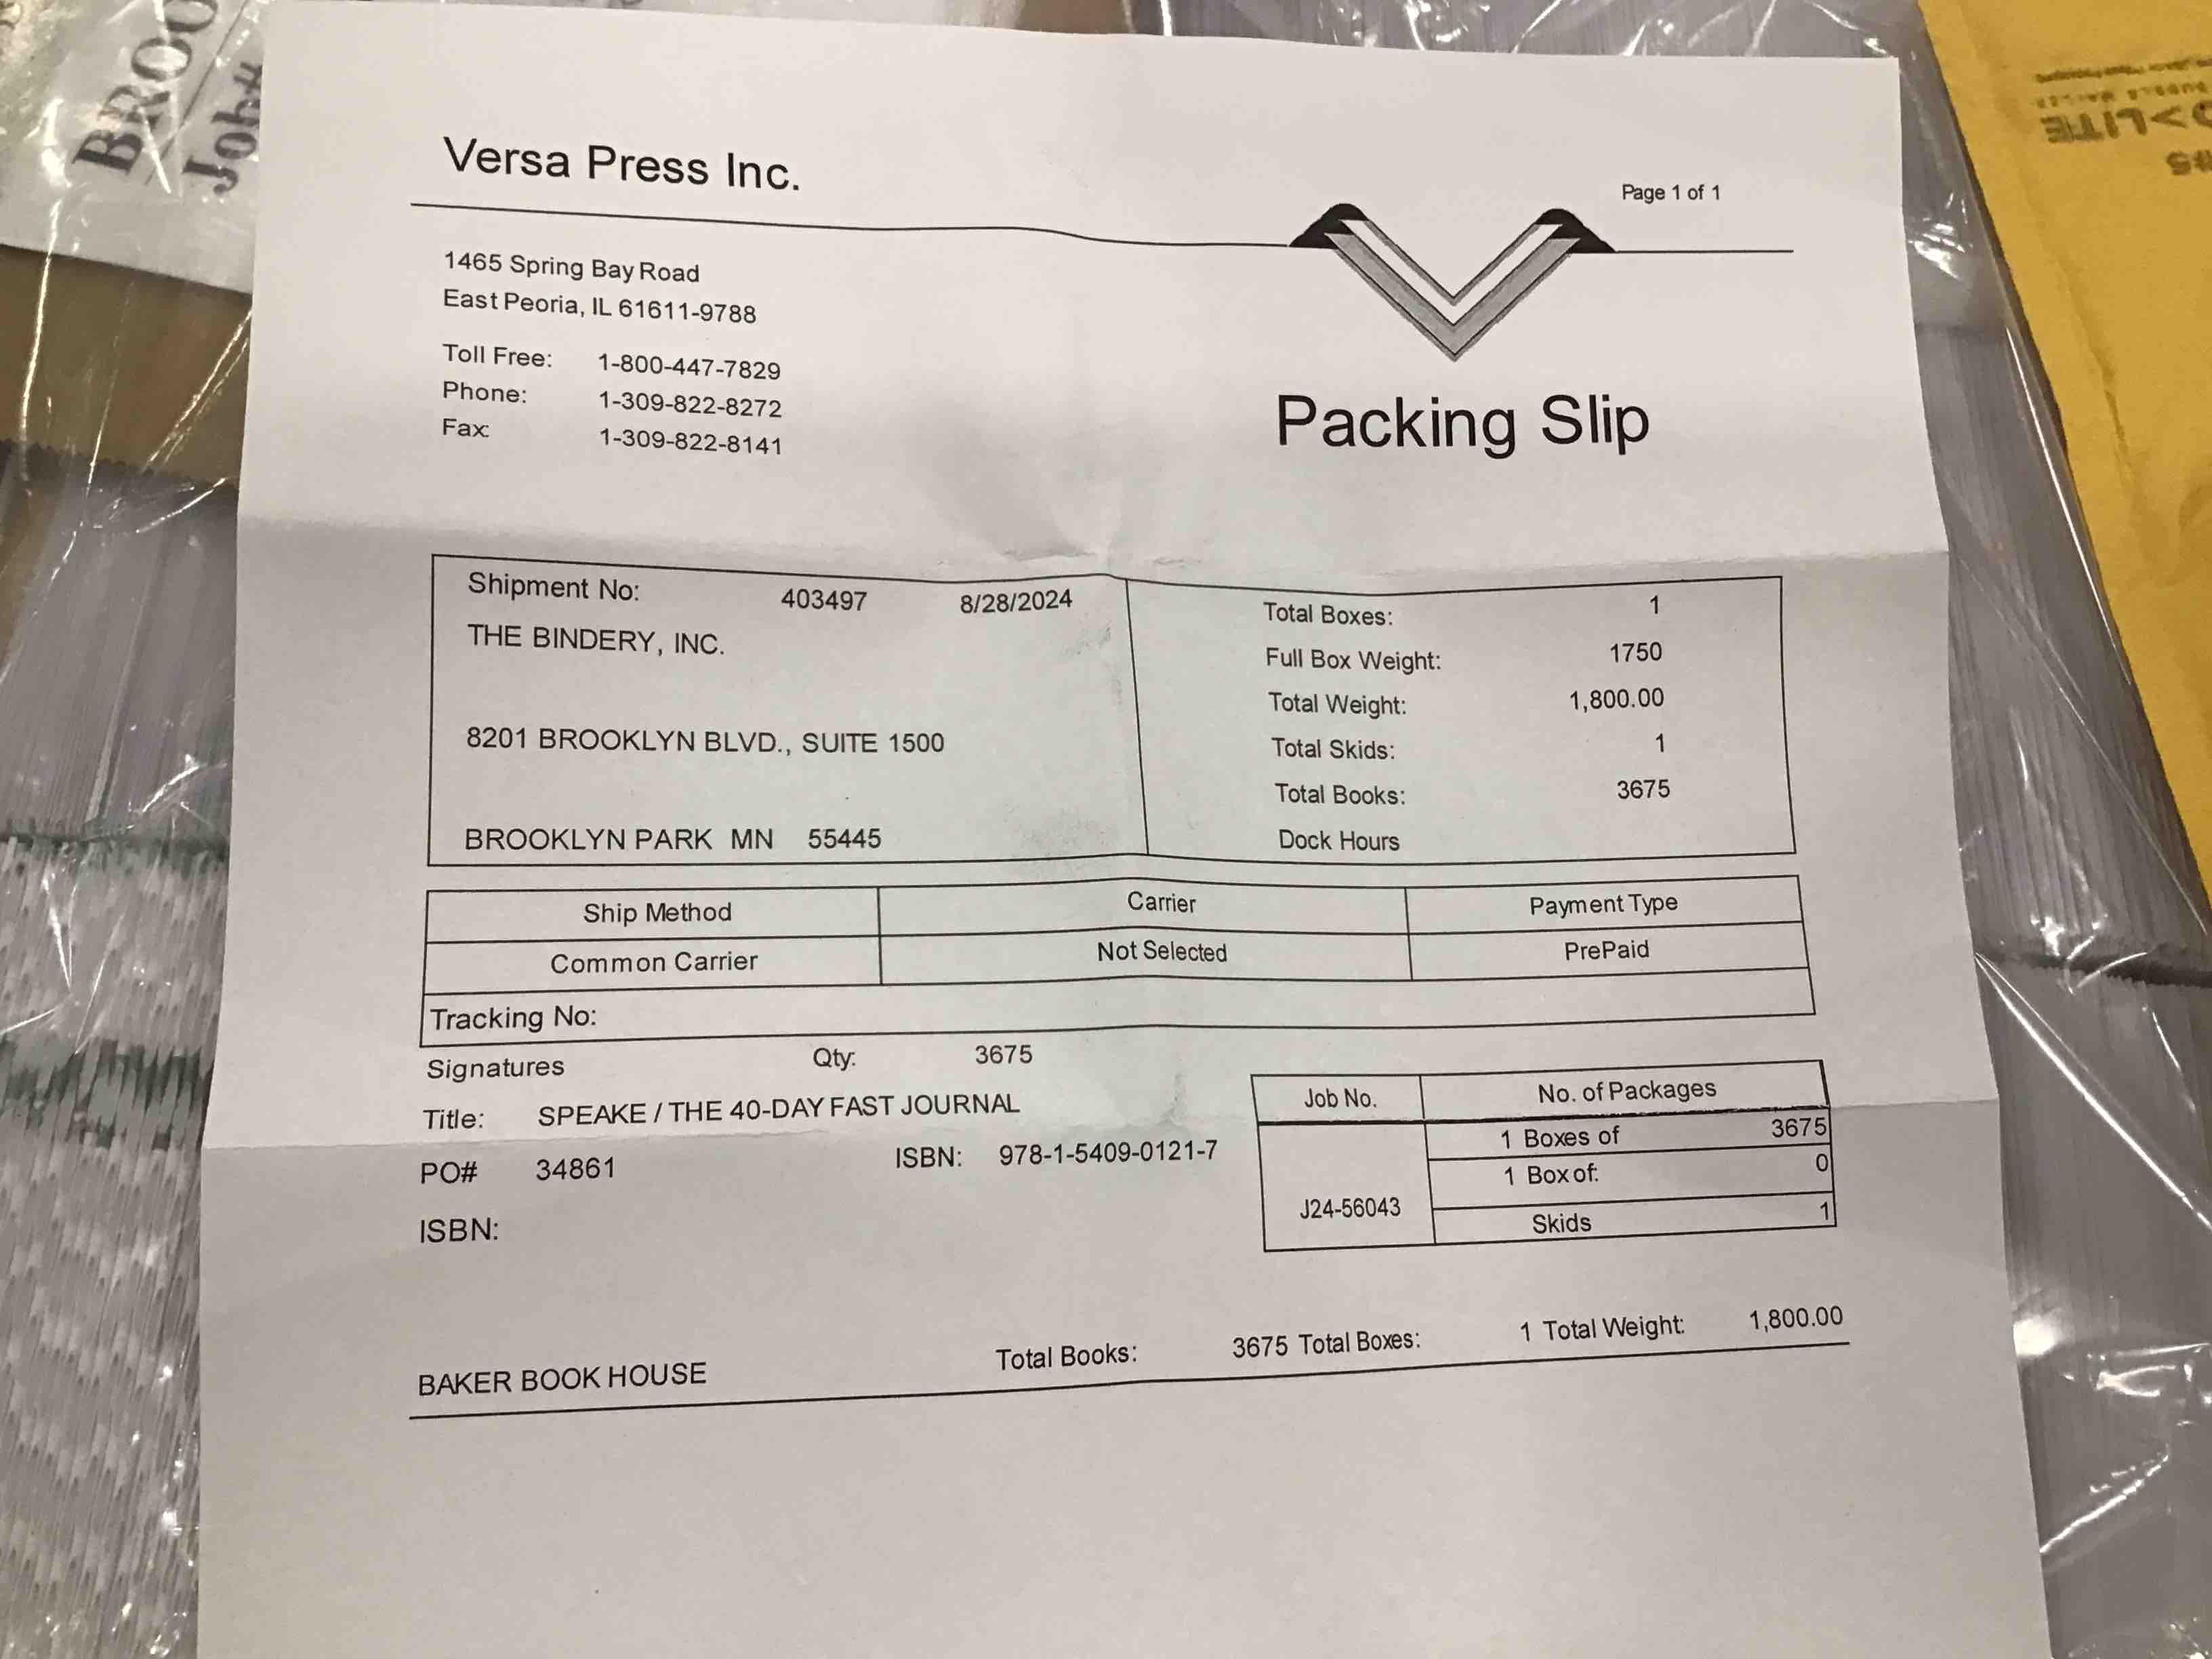 BROO
Job#
Versa Press Inc.
Page 1 of 1
1465 Spring Bay Road
East Peoria, IL 61611-9788
Toll Free: 1-800-447-7829
Phone: 1-309-822-8272
Fax: 1-309-822-8141
Packing Slip
Shipment No: 403497 8/28/2024
THE BINDERY, INC.
8201 BROOKLYN BLVD., SUITE 1500
BROOKLYN PARK MN 55445
Total Boxes: 1
Full Box Weight: 1750
Total Weight: 1,800.00
Total Skids: 1
Total Books: 3675
Dock Hours
Ship Method Carrier Payment Type
Common Carrier Not Selected PrePaid
Tracking No:
Signatures Qty: 3675
Title: SPEAKE / THE 40-DAY FAST JOURNAL
PO# 34861 ISBN: 978-1-5409-0121-7
ISBN:
Job No. No. of Packages
1 Boxes of 3675
1 Box of: 0
J24-56043
Skids 1
BAKER BOOK HOUSE Total Books: 3675 Total Boxes: 1 Total Weight: 1,800.00
LITE
#5